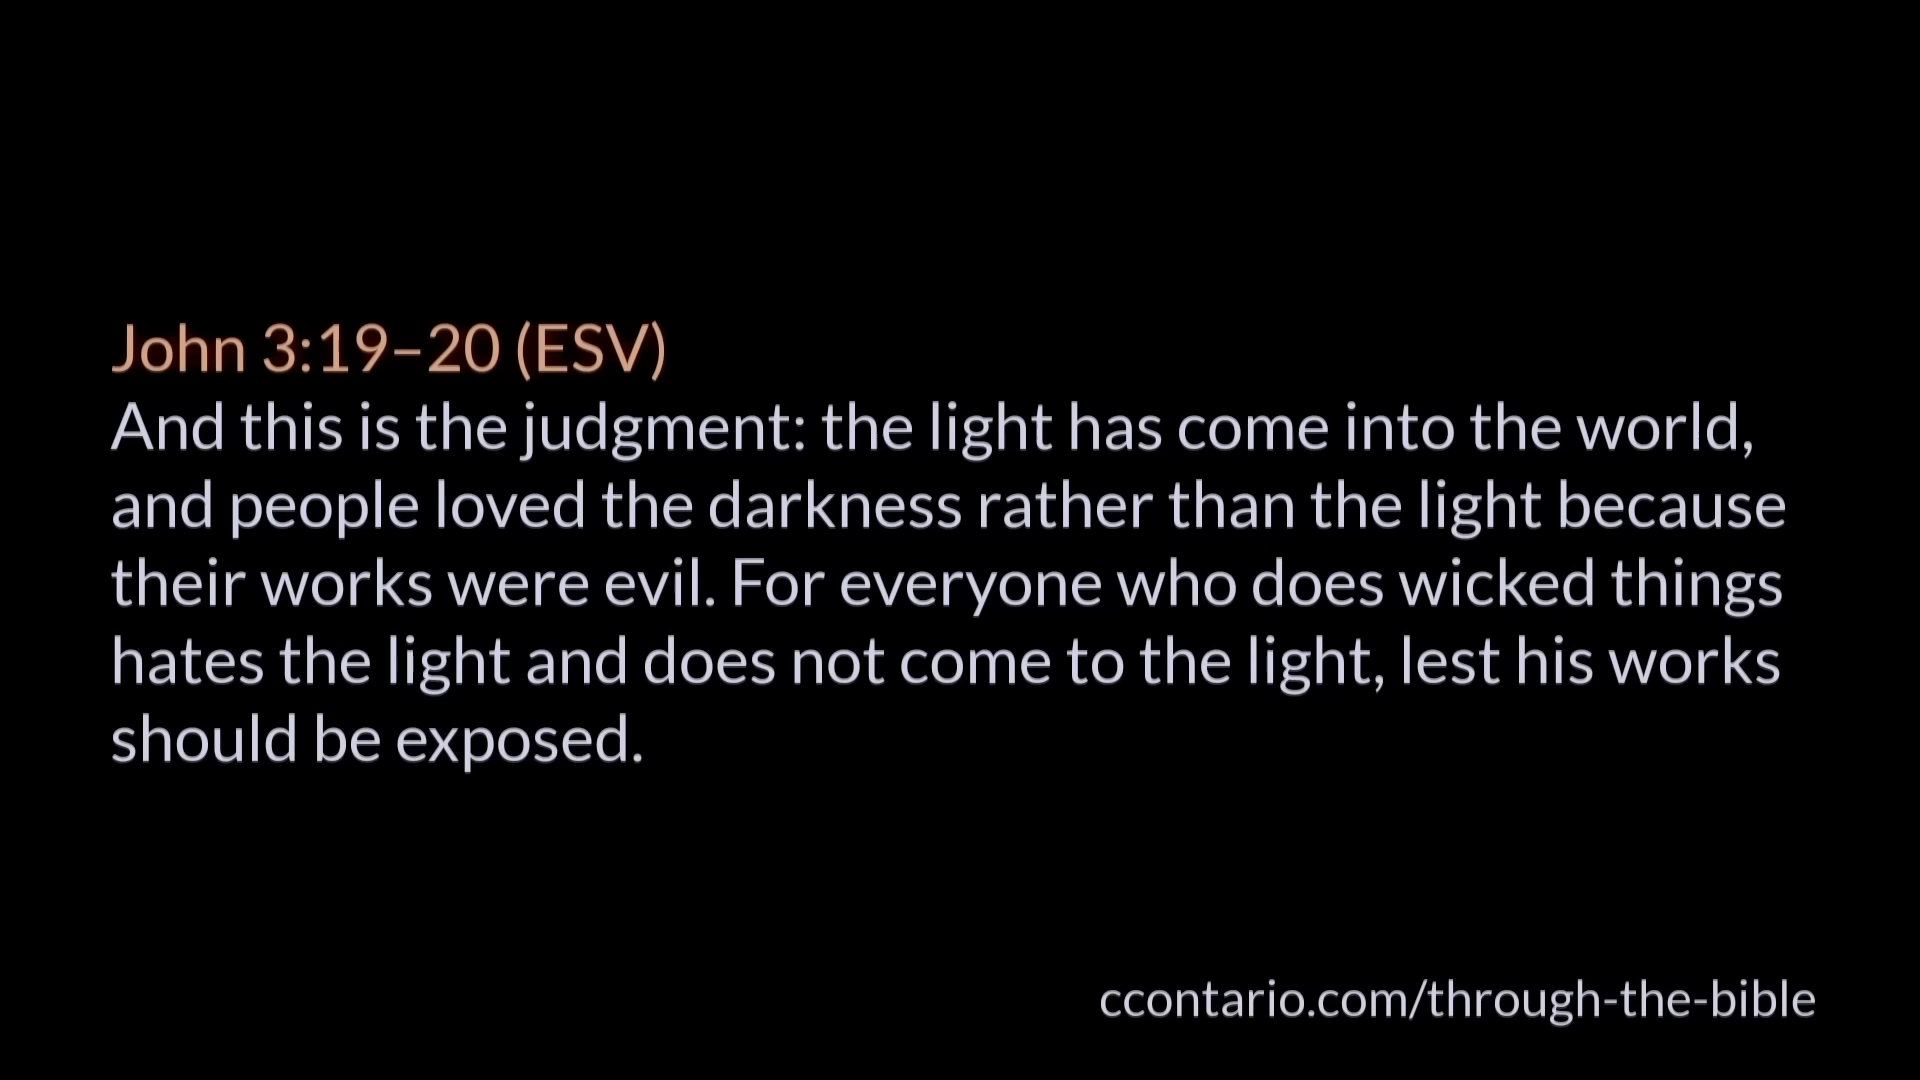 John 3:19–20 (ESV)
And this is the judgment: the light has come into the world,
and people loved the darkness rather than the light because
their works were evil. For everyone who does wicked things
hates the light and does not come to the light, lest his works
should be exposed.
ccontario.com/through-the-bible